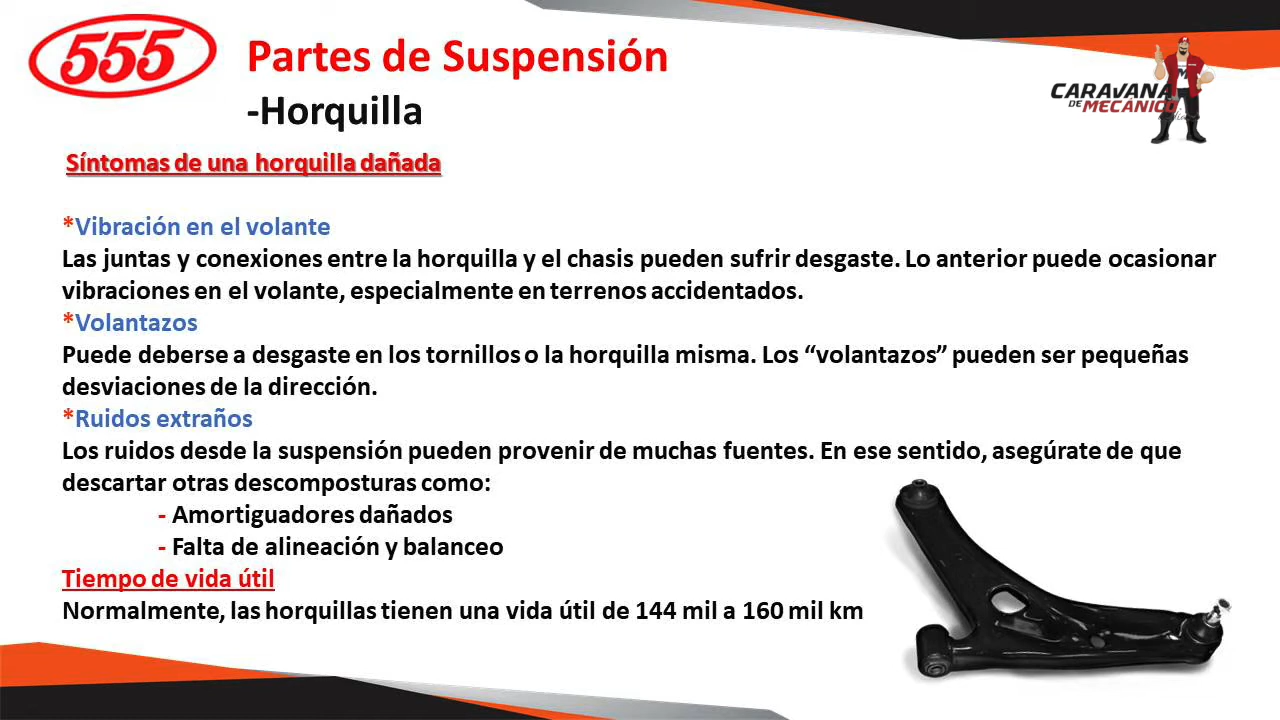 555
Partes de Suspensión
-Horquilla
CARAVANA
DE MECÁNICO
Síntomas de una horquilla dañada
*Vibración en el volante
Las juntas y conexiones entre la horquilla y el chasis pueden sufrir desgaste. Lo anterior puede ocasionar
vibraciones en el volante, especialmente en terrenos accidentados.
*Volantazos
Puede deberse a desgaste en los tornillos o la horquilla misma. Los “volantazos” pueden ser pequeñas
desviaciones de la dirección.
*Ruidos extraños
Los ruidos desde la suspensión pueden provenir de muchas fuentes. En ese sentido, asegúrate de que
descartar otras descomposturas como:
- Amortiguadores dañados
- Falta de alineación y balanceo
Tiempo de vida útil
Normalmente, las horquillas tienen una vida útil de 144 mil a 160 mil km